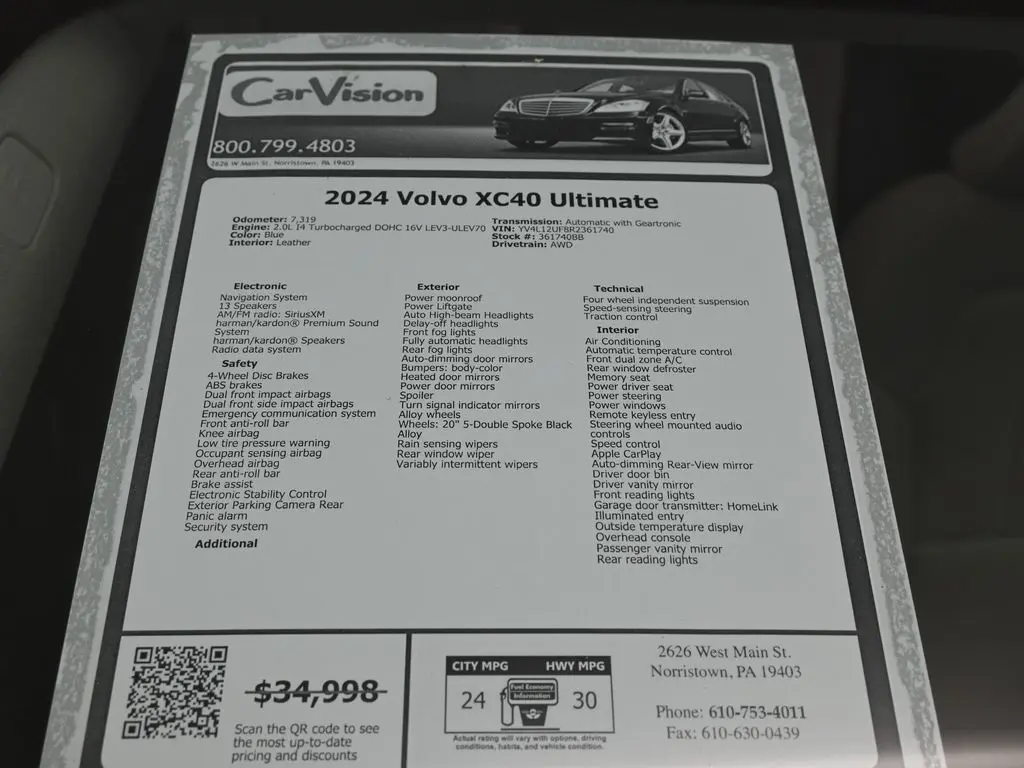 CarVision
800.799.4803
2626 W Main St, Norristown, PA 19403
2024 Volvo XC40 Ultimate
Odometer: 7,319
Engine: 2.0L I4 Turbocharged DOHC 16V LEV3-ULEV70
Color: Blue
Interior: Leather
Transmission: Automatic with Geartronic
VIN: YV4L12UF8R2361740
Stock #: 361740BB
Drivetrain: AWD
Electronic
Navigation System
13 Speakers
AM/FM radio: SiriusXM
harman/kardon® Premium Sound
System
harman/kardon® Speakers
Radio data system
Safety
4-Wheel Disc Brakes
ABS brakes
Dual front impact airbags
Dual front side impact airbags
Emergency communication system
Front anti-roll bar
Knee airbag
Low tire pressure warning
Occupant sensing airbag
Overhead airbag
Rear anti-roll bar
Brake assist
Electronic Stability Control
Exterior Parking Camera Rear
Panic alarm
Security system
Additional
Exterior
Power moonroof
Power Liftgate
Auto High-beam Headlights
Delay-off headlights
Front fog lights
Fully automatic headlights
Rear fog lights
Auto-dimming door mirrors
Bumpers: body-color
Heated door mirrors
Power door mirrors
Spoiler
Turn signal indicator mirrors
Alloy wheels
Wheels: 20" 5-Double Spoke Black
Alloy
Rain sensing wipers
Rear window wiper
Variably intermittent wipers
Technical
Four wheel independent suspension
Speed-sensing steering
Traction control
Interior
Air Conditioning
Automatic temperature control
Front dual zone A/C
Rear window defroster
Memory seat
Power driver seat
Power steering
Power windows
Remote keyless entry
Steering wheel mounted audio
controls
Speed control
Apple CarPlay
Auto-dimming Rear-View mirror
Driver door bin
Driver vanity mirror
Front reading lights
Garage door transmitter: HomeLink
Illuminated entry
Outside temperature display
Overhead console
Passenger vanity mirror
Rear reading lights
$34,998
Scan the QR code to see
the most up-to-date
pricing and discounts
CITY MPG HWY MPG
24
Fuel Economy
Information
30
Actual rating will vary with options, driving
conditions, habits, and vehicle condition.
2626 West Main St.
Norristown, PA 19403
Phone: 610-753-4011
Fax: 610-630-0439